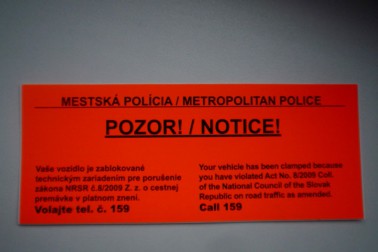 MESTSKÁ POLÍCIA / METROPOLITAN POLICE
POZOR! / NOTICE!
Vaše vozidlo je zablokované
technickým zariadením pre porušenie
zákona NRSR č.8/2009 Z. z. o cestnej
premávke v platnom znení.
Volajte tel. č. 159
Your vehicle has been clamped because
you have violated Act No. 8/2009 Coll.
of the National Council of the Slovak
Republic on road traffic as amended.
Call 159